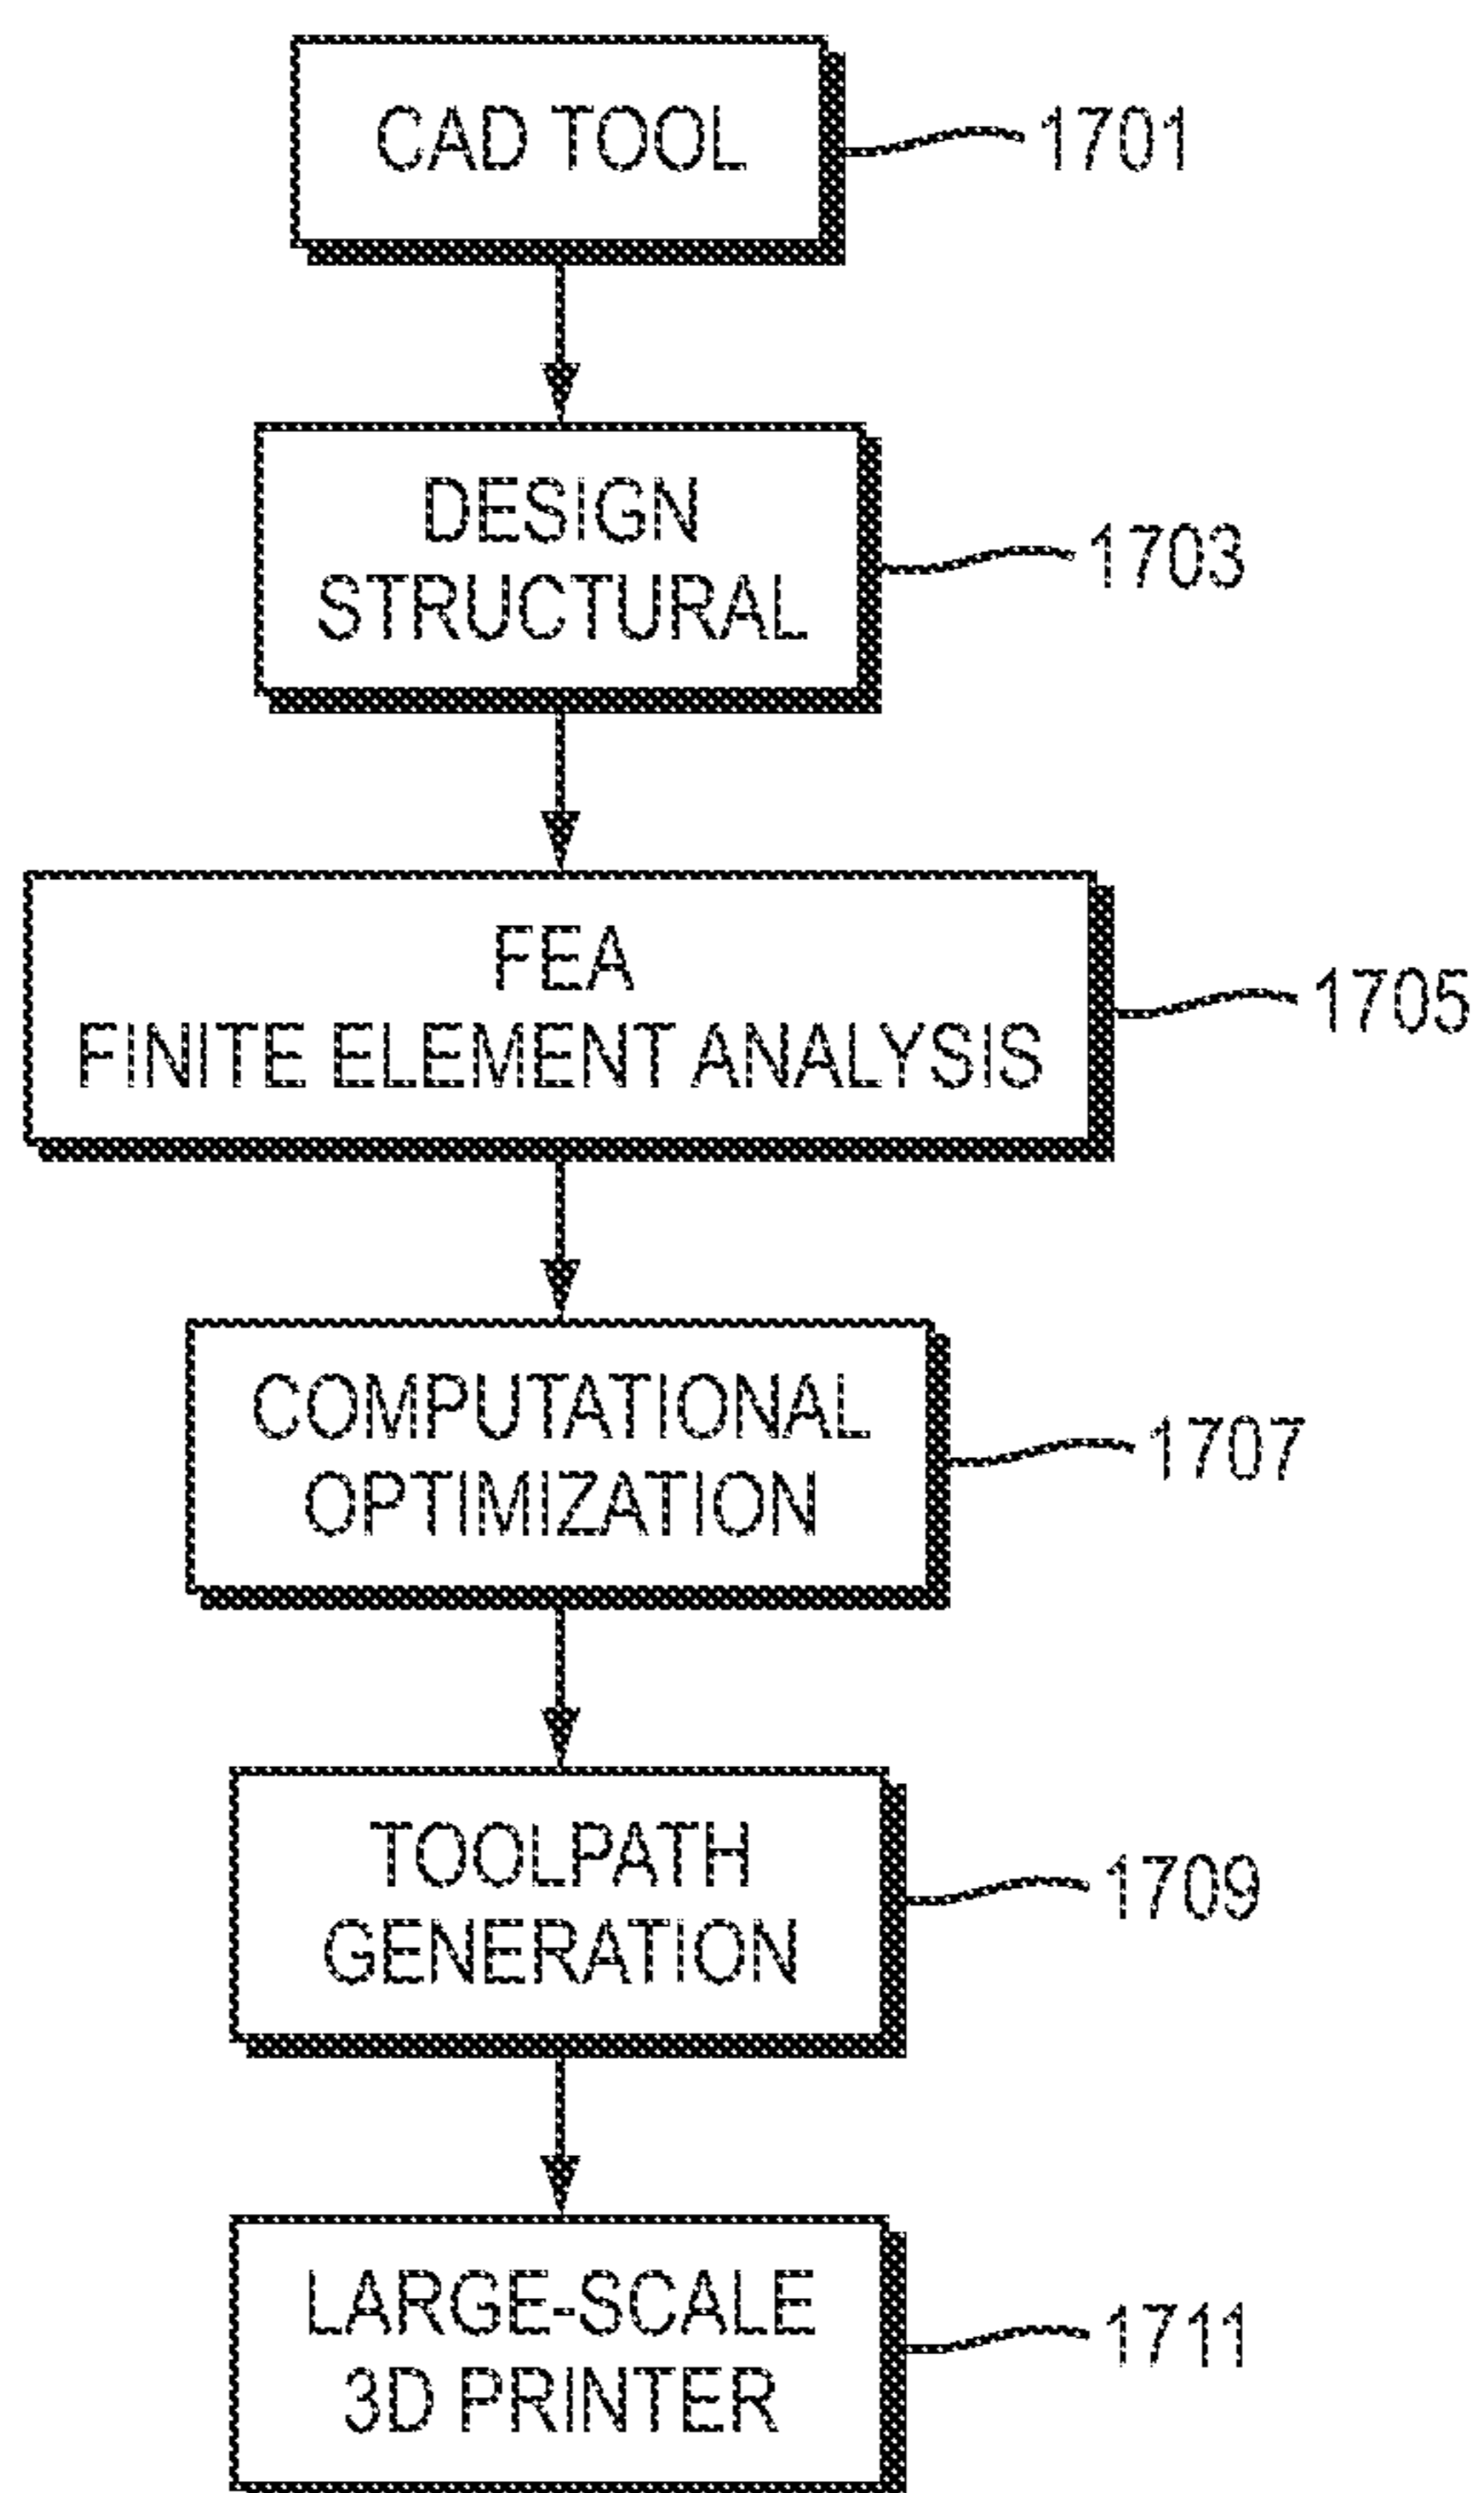 CAD TOOL
1701
DESIGN
STRUCTURAL
1703
FEA
FINITE ELEMENT ANALYSIS
1705
COMPUTATIONAL
OPTIMIZATION
1707
TOOLPATH
GENERATION
1709
LARGE-SCALE
3D PRINTER
1711